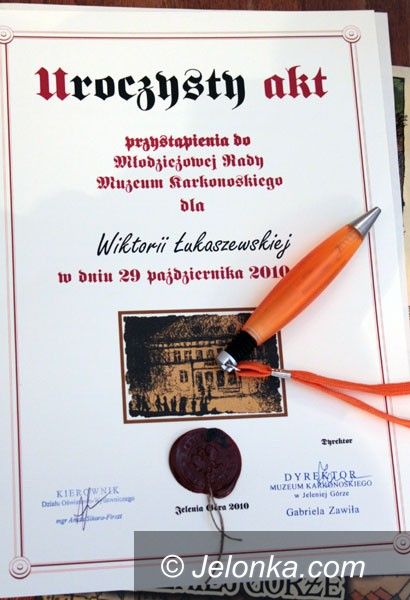 Uroczysty akt
przystąpienia do
Młodzieżowej Rady
Muzeum Karkonoskiego
dla
Wiktorii Łukaszewskiej
w dniu 29 października 2010
Dyrektor
KIEROWNIK
Działu
mgr
Jelenia Góra 2010
DYREKTOR
MUZEUM KARKONOSKIEGO
w Jeleniej Górze
Gabriela Zawiła
© Jelonka.com